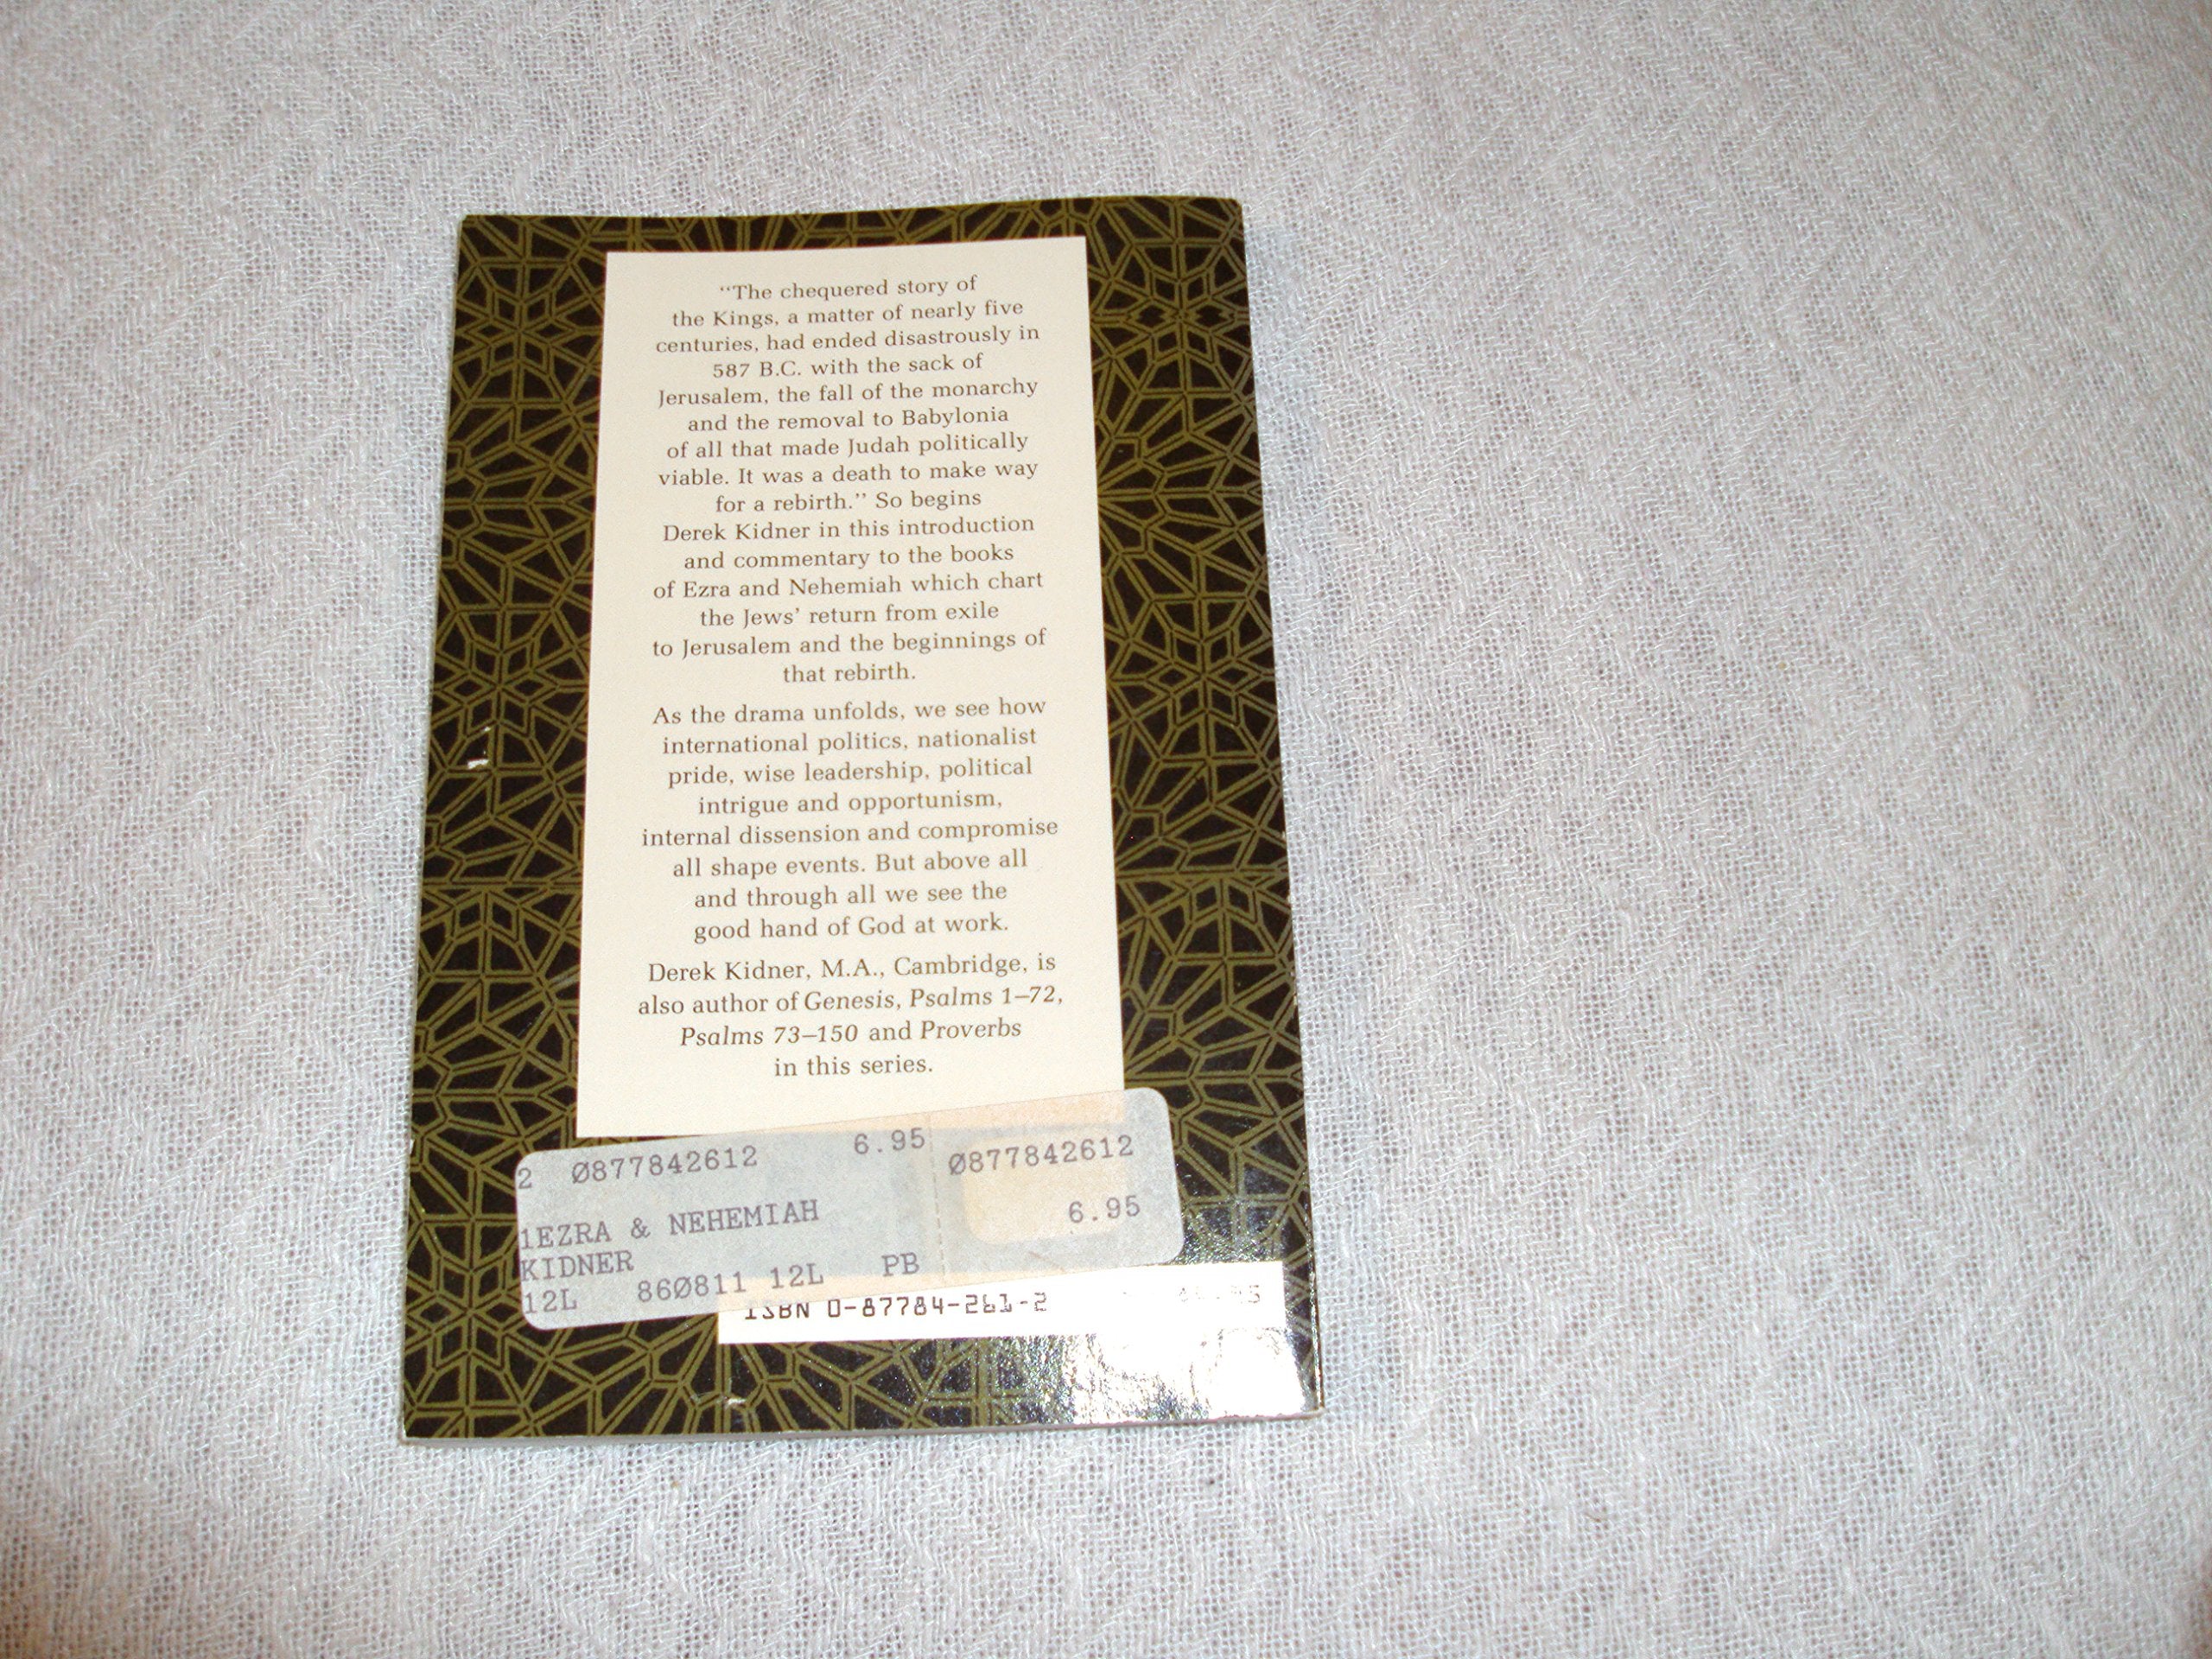 “The chequered story of
the Kings, a matter of nearly five
centuries, had ended disastrously in
587 B.C. with the sack of
Jerusalem, the fall of the monarchy
and the removal to Babylonia
of all that made Judah politically
viable. It was a death to make way
for a rebirth.” So begins
Derek Kidner in this introduction
and commentary to the books
of Ezra and Nehemiah which chart
the Jews’ return from exile
to Jerusalem and the beginnings of
that rebirth.
As the drama unfolds, we see how
international politics, nationalist
pride, wise leadership, political
intrigue and opportunism,
internal dissension and compromise
all shape events. But above all
and through all we see the
good hand of God at work.
Derek Kidner, M.A., Cambridge, is
also author of Genesis, Psalms 1–72,
Psalms 73–150 and Proverbs
in this series.
2 Ø877842612 6.95
1EZRA & NEHEMIAH
KIDNER
12L 86Ø811 12L PB
Ø877842612
6.95
ISBN 0-87784-261-2